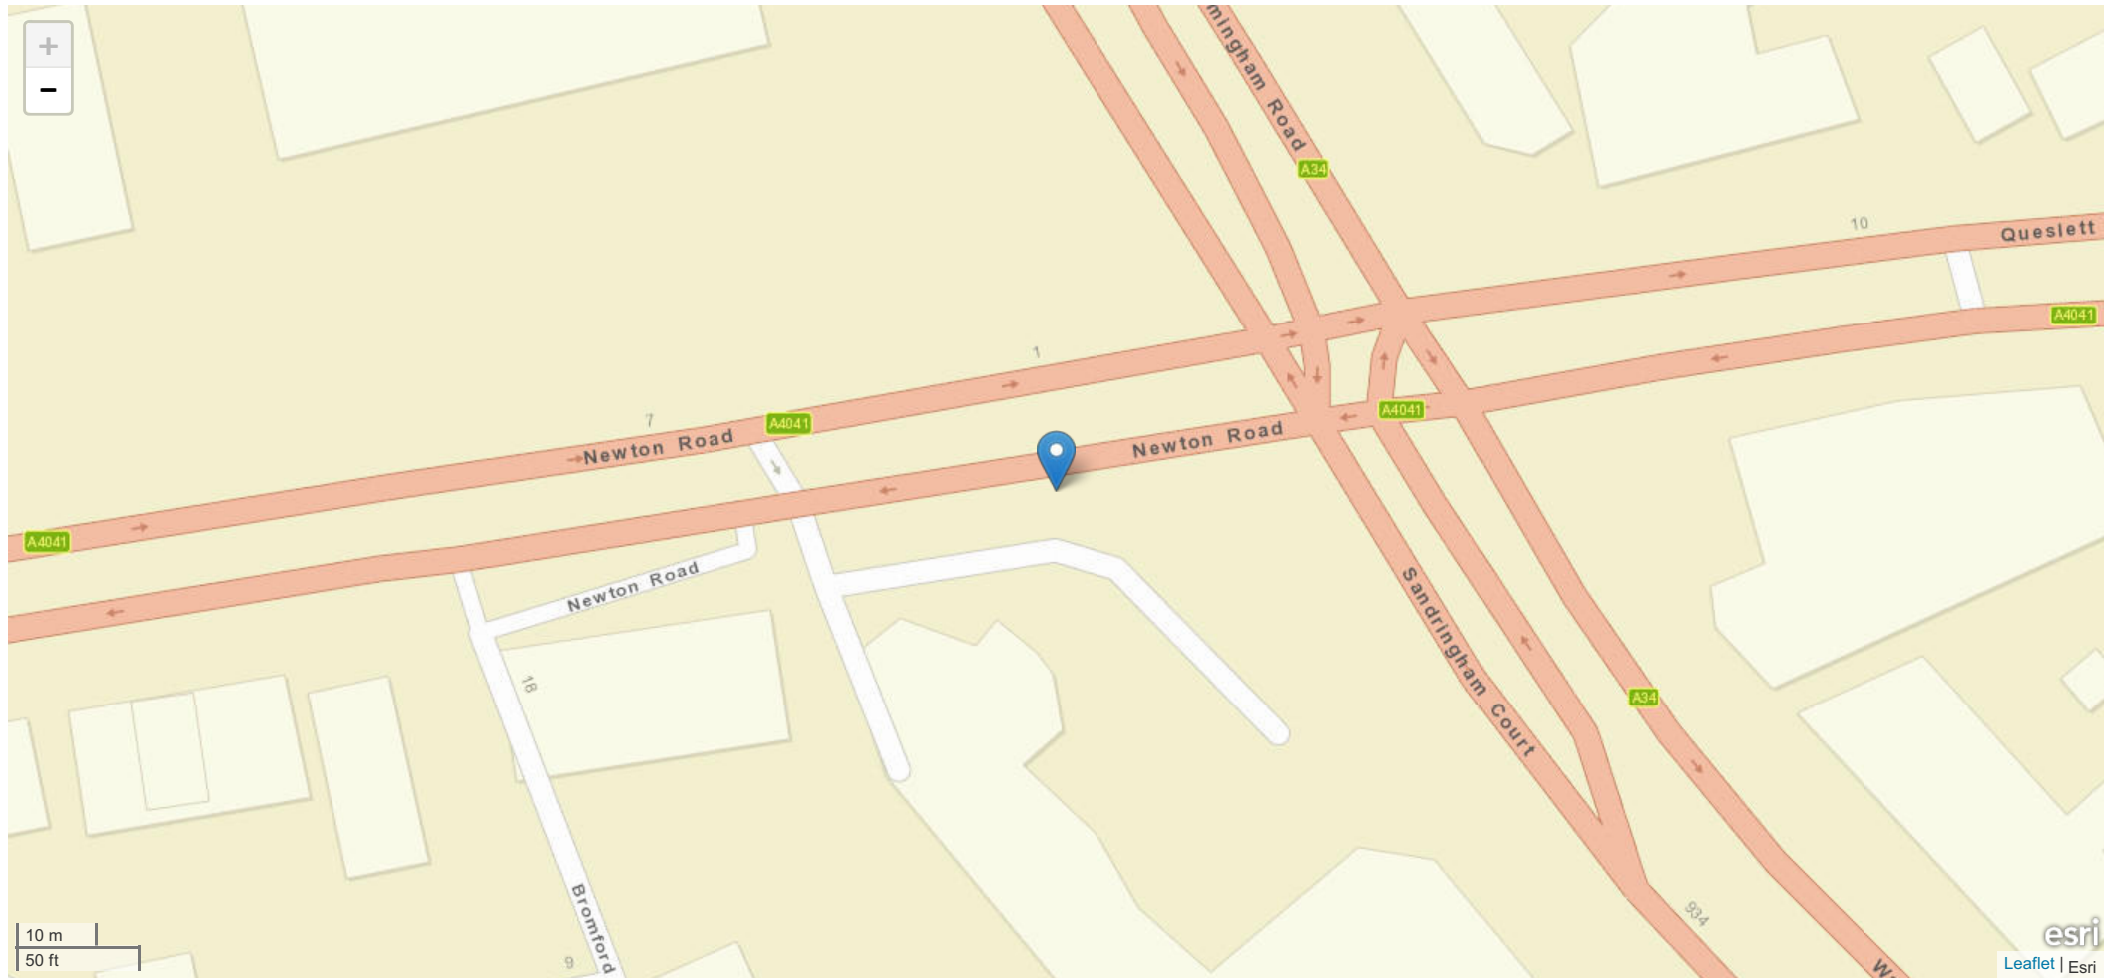 +
−
mingham Road
A34
10
Queslett
A4041
1
7
A4041
Newton Road
A4041
Newton Road
A4041
Newton Road
Sandringham Court
18
A34
Bromford
934
9
10 m
50 ft
esri
Leaflet | Esri